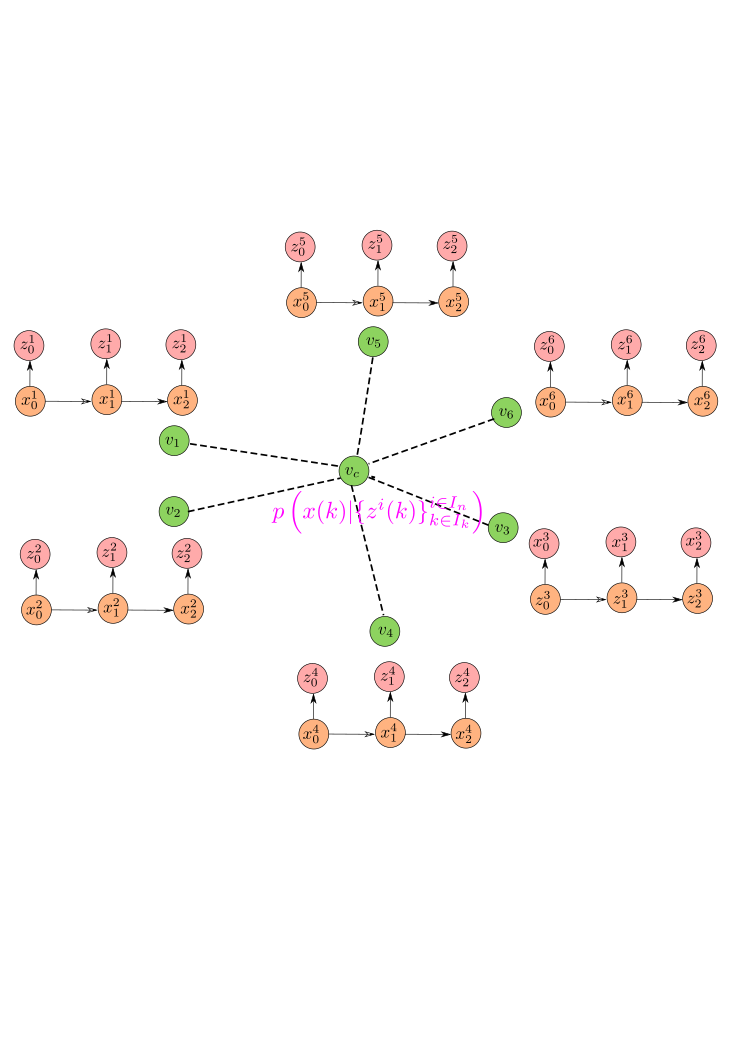 z_0^5 z_1^5 z_2^5
x_0^5 x_1^5 x_2^5
v_5
z_0^1 z_1^1 z_2^1
x_0^1 x_1^1 x_2^1
v_1
z_0^6 z_1^6 z_2^6
x_0^6 x_1^6 x_2^6
v_6
v_c
p(x(k)|{z^i(k)}_{k∈I_k}^{i∈I_n})
v_2
z_0^2 z_1^2 z_2^2
x_0^2 x_1^2 x_2^2
v_3
x_0^3 x_1^3 x_2^3
z_0^3 z_1^3 z_2^3
v_4
z_0^4 z_1^4 z_2^4
x_0^4 x_1^4 x_2^4